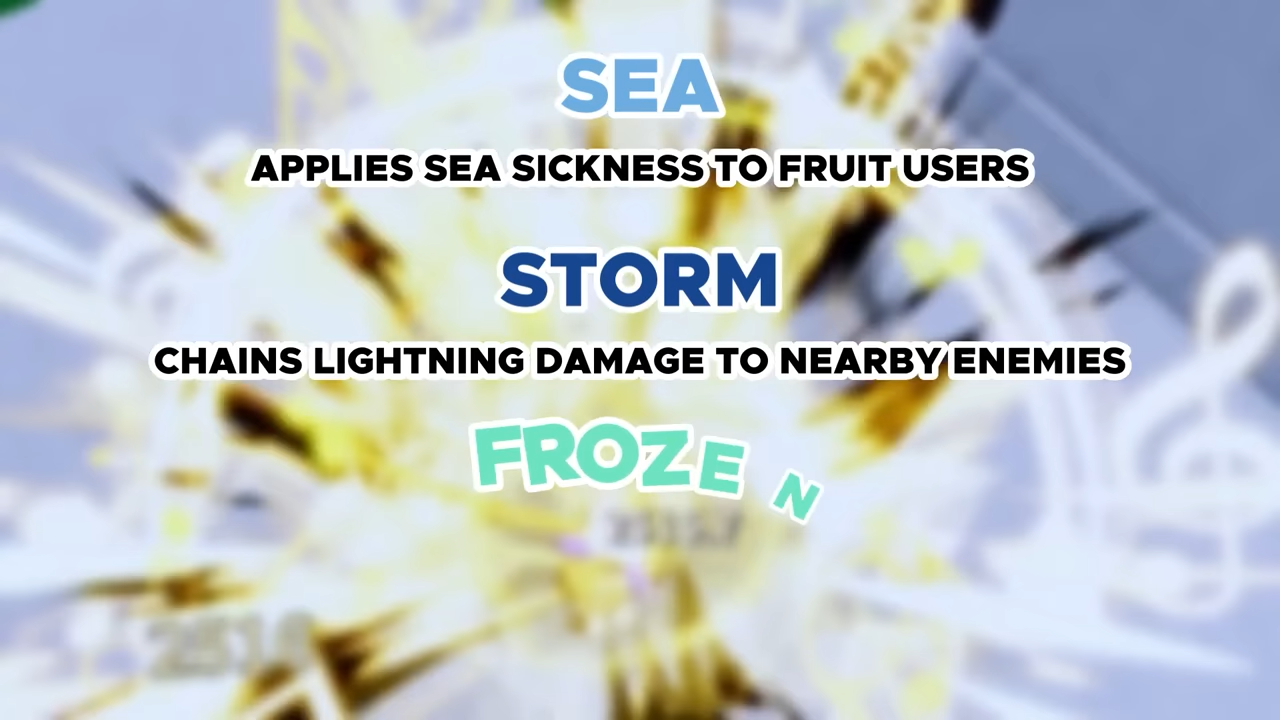 SEA
APPLIES SEA SICKNESS TO FRUIT USERS
STORM
CHAINS LIGHTNING DAMAGE TO NEARBY ENEMIES
FROZEN